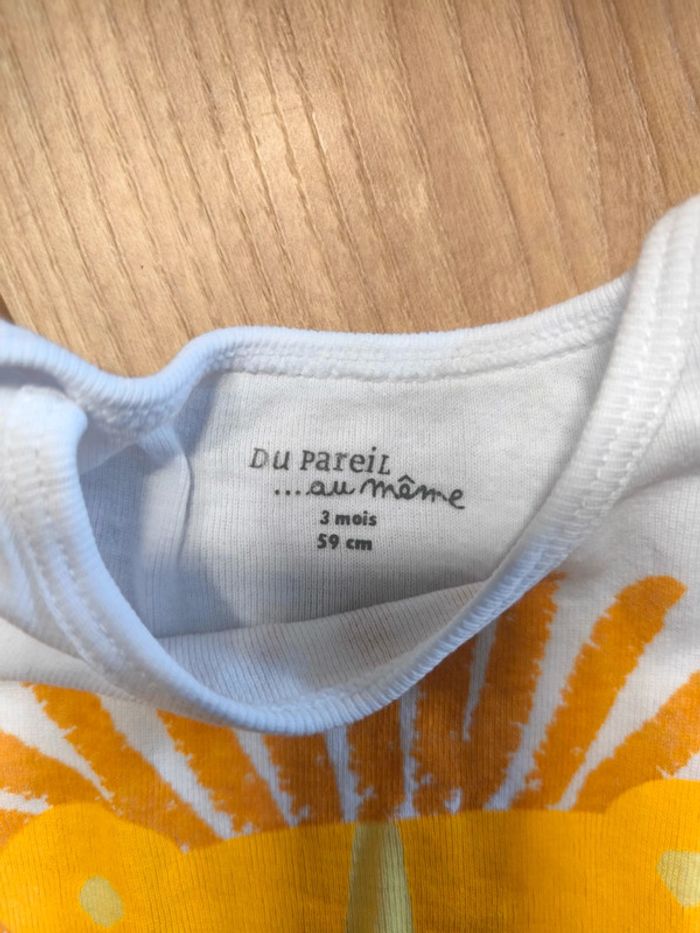 Du Pareil
...au même
3 mois
59 cm